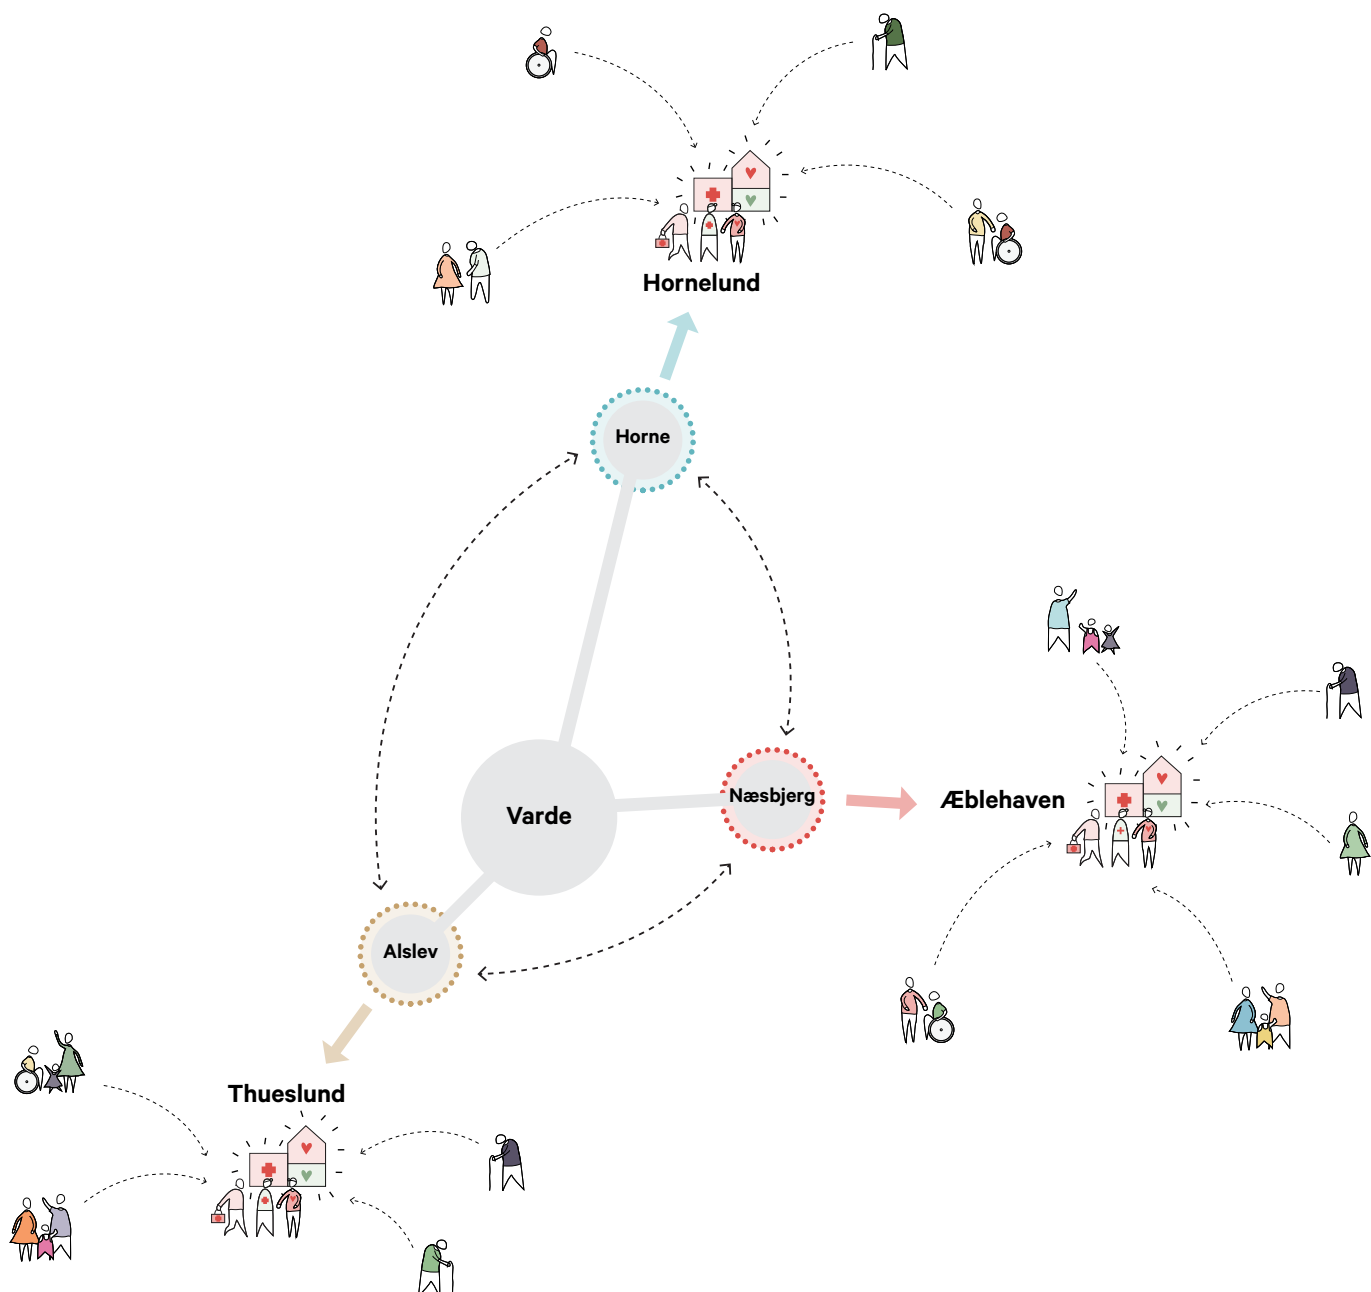 Hornelund
Horne
Næsbjerg
Æblehaven
Varde
Alslev
Thueslund